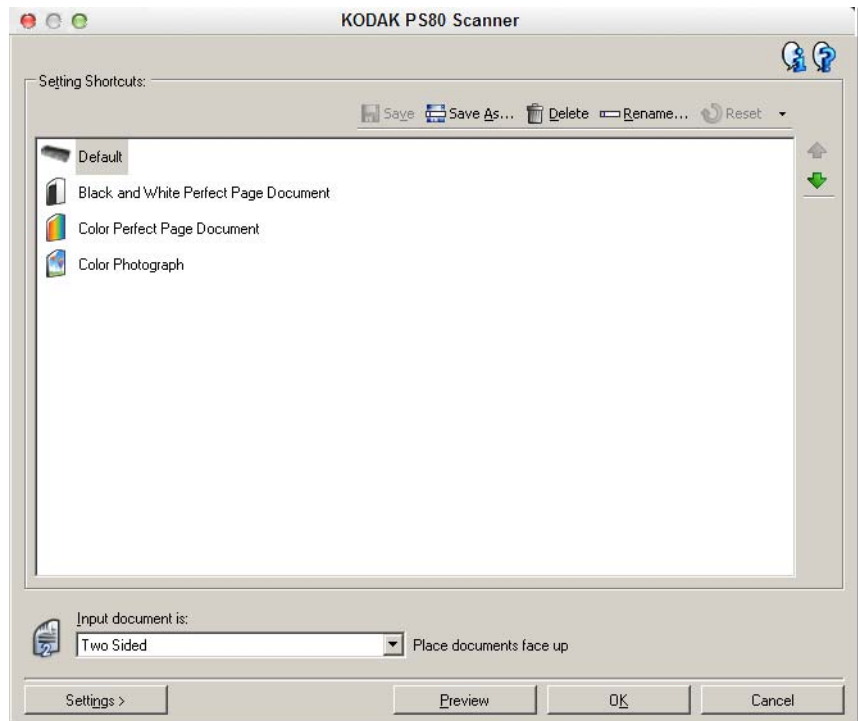 KODAK PS80 Scanner
Setting Shortcuts:
Save Save As... Delete Rename... Reset
Default
Black and White Perfect Page Document
Color Perfect Page Document
Color Photograph
Input document is:
2
Two Sided Place documents face up
Settings > Preview OK Cancel